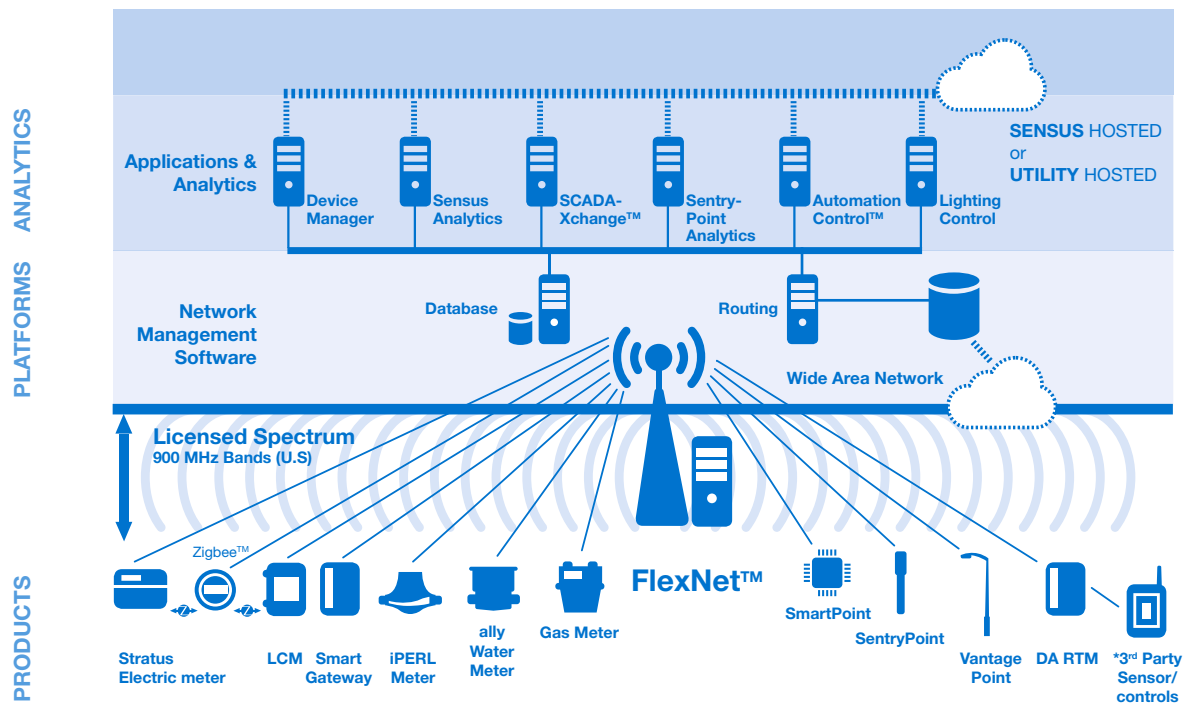 ANALYTICS
Applications &
Analytics
Device
Manager
Sensus
Analytics
SCADA-
Xchange™
Sentry-
Point
Analytics
Automation
Control™
Lighting
Control
SENSUS HOSTED
or
UTILITY HOSTED
PLATFORMS
Network
Management
Software
Database
Routing
Wide Area Network
Licensed Spectrum
900 MHz Bands (U.S)
PRODUCTS
Zigbee™
Z
Z
FlexNet™
Stratus
Electric meter
LCM
Smart
Gateway
iPERL
Meter
ally
Water
Meter
Gas Meter
SmartPoint
SentryPoint
Vantage
Point
DA RTM
*3rd Party
Sensor/
controls